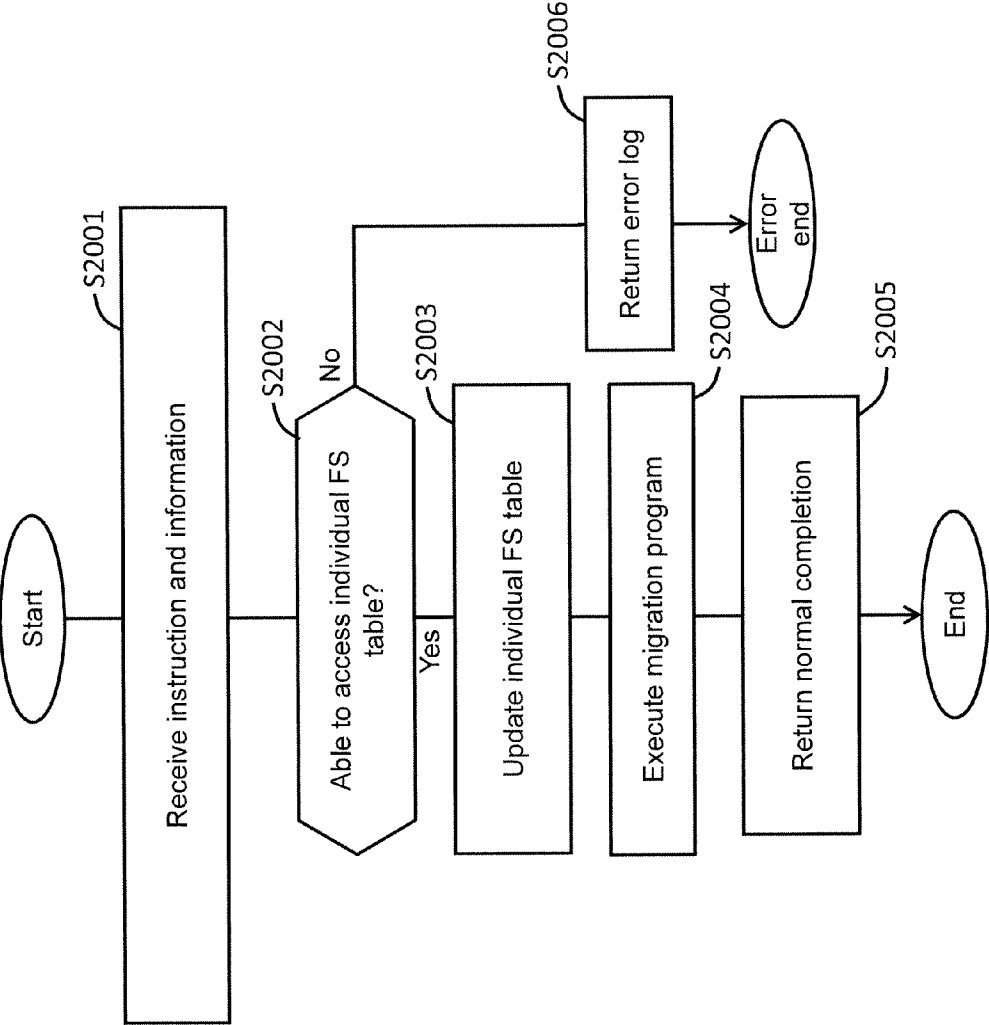 Start
S2001
Receive instruction and information
S2002
Able to access individual FS
table?
No
Yes
S2003
Update individual FS table
S2004
Execute migration program
S2005
Return normal completion
End
S2006
Return error log
Error
end